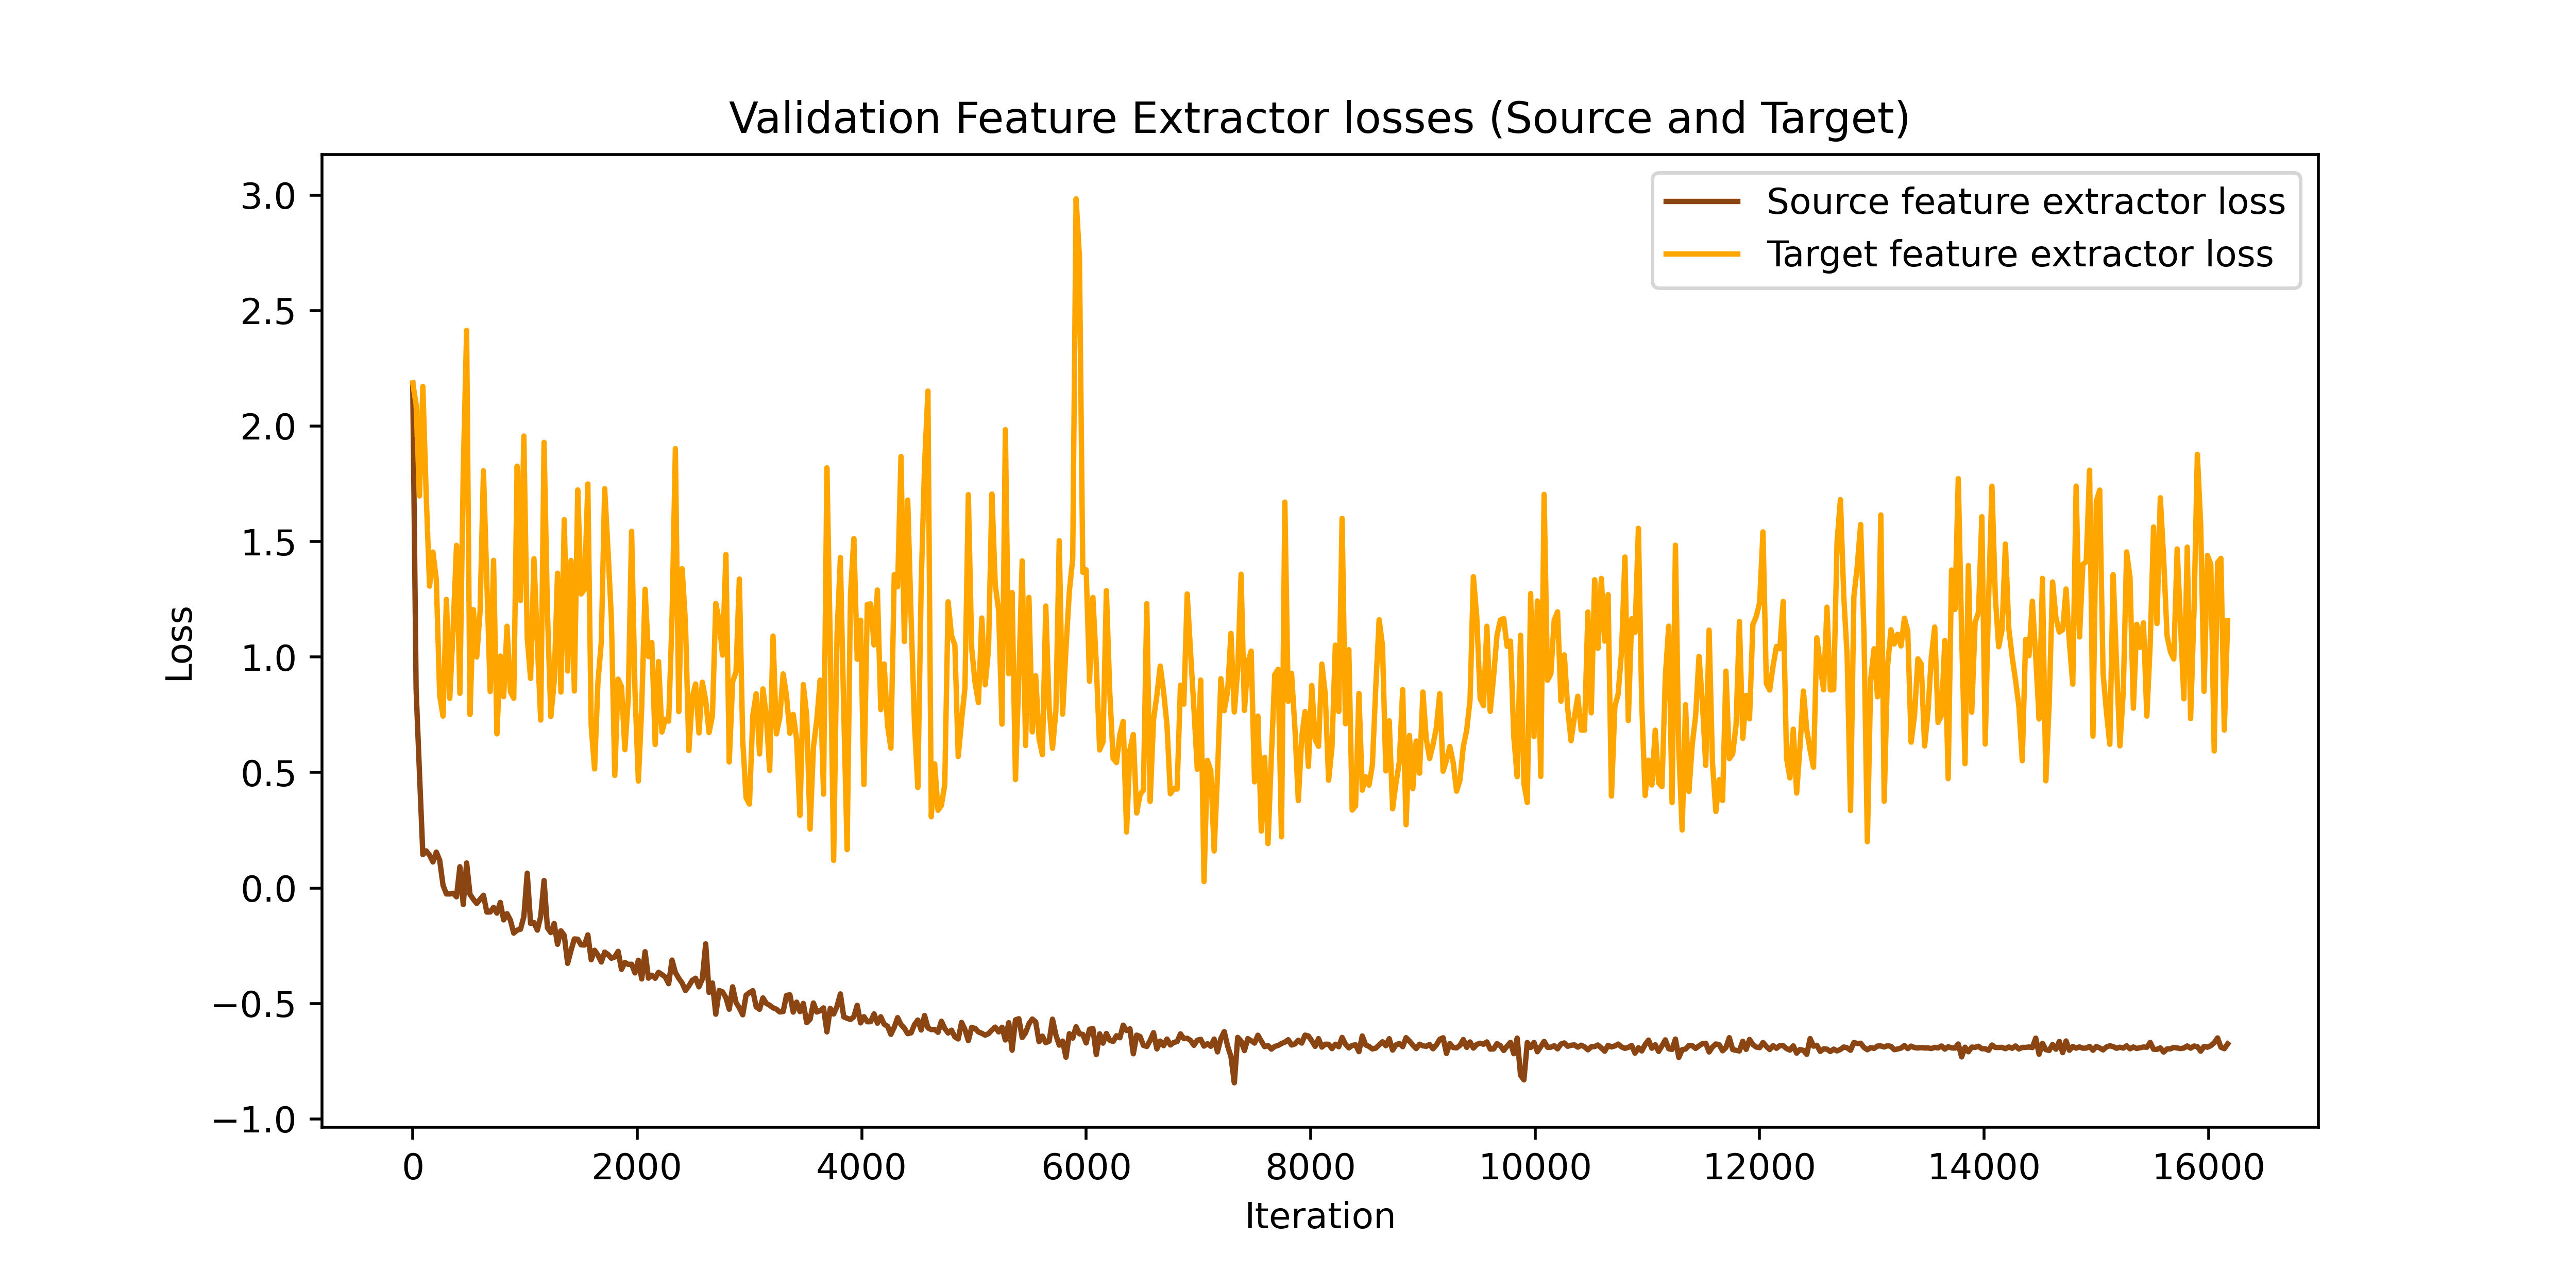 Validation Feature Extractor losses (Source and Target)
Source feature extractor loss
Target feature extractor loss
3.0
2.5
2.0
1.5
1.0
0.5
0.0
−0.5
−1.0
Loss
0 2000 4000 6000 8000 10000 12000 14000 16000
Iteration